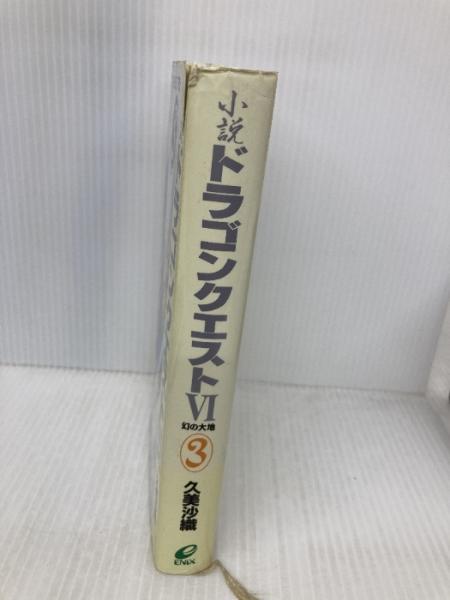 小説
ドラゴンクエストVI
幻の大地
3
久美沙織
ENIX